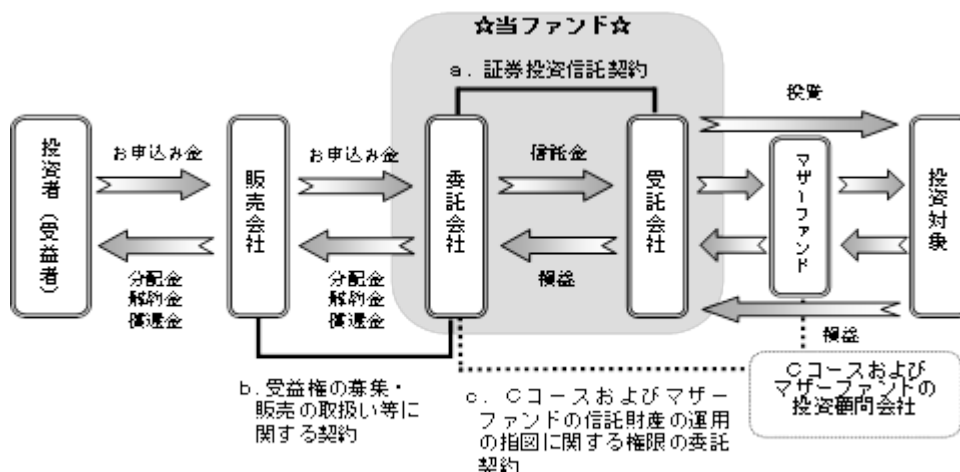 ☆当ファンド☆
a．証券投資信託契約
投資
投資者（受益者）
お申込み金
販売会社
お申込み金
委託会社
信託金
受託会社
マザーファンド
投資対象
分配金
解約金
償還金
分配金
解約金
償還金
損益
損益
b．受益権の募集・
販売の取扱い等に
関する契約
c．Ｃコースおよびマザー
ファンドの信託財産の運用
の指図に関する権限の委託
契約
Ｃコースおよび
マザーファンドの
投資顧問会社